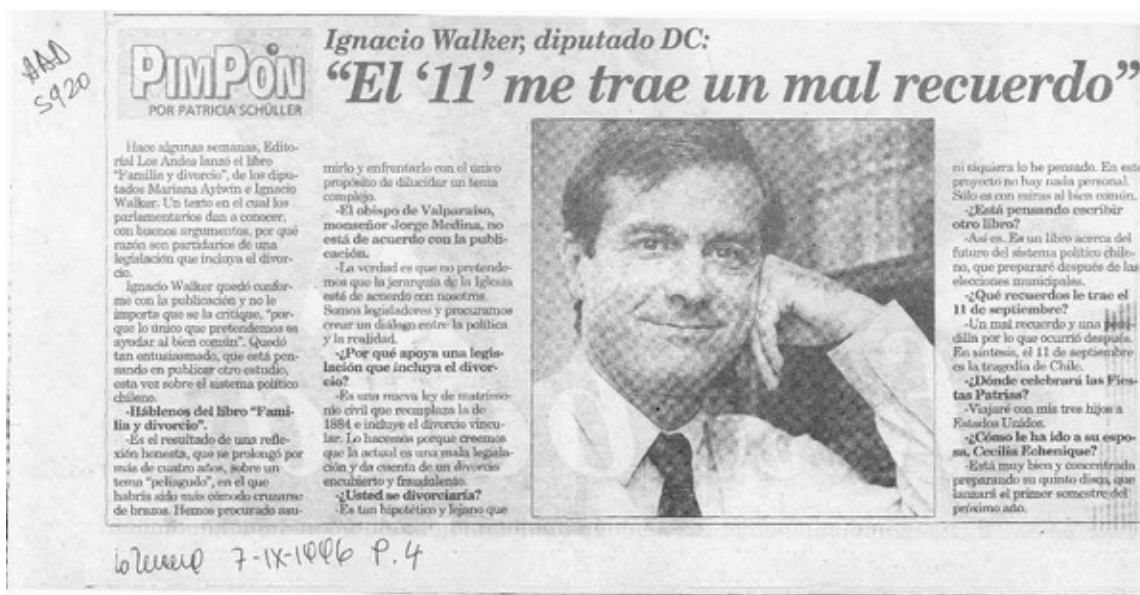 AAD
5920
PIMPÓN
POR PATRICIA SCHÜLLER
Ignacio Walker, diputado DC:
"El '11' me trae un mal recuerdo"
Hace algunas semanas, Edito-
rial Los Andes lanzó el libro
"Familia y divorcio", de los dipu-
tados Mariana Aylwin e Ignacio
Walker. Un texto en el cual los
parlamentarios dan a conocer,
con buenos argumentos, por qué
razón son partidarios de una
legislación que incluya el divor-
cio.
Ignacio Walker quedó confor-
me con la publicación y no le
importa que se la critique, "por-
que lo único que pretendemos es
ayudar al bien común". Quedó
tan entusiasmado, que está pen-
sando en publicar otro estudio,
esta vez sobre el sistema político
chileno.
-Háblenos del libro "Fami-
lia y divorcio".
-Es el resultado de una refle-
xión honesta, que se prolongó por
más de cuatro años, sobre un
tema "peliagudo", en el que
habría sido más cómodo cruzarse
de brazos. Hemos procurado asu-
mirlo y enfrentarlo con el único
propósito de dilucidar un tema
complejo.
-El obispo de Valparaíso,
monseñor Jorge Medina, no
está de acuerdo con la publi-
cación.
-La verdad es que no pretende-
mos que la jerarquía de la Iglesia
esté de acuerdo con nosotros.
Somos legisladores y procuramos
crear un diálogo entre la política
y la realidad.
-¿Por qué apoya una legis-
lación que incluya el divor-
cio?
-Es una nueva ley de matrimo-
nio civil que reemplaza la de
1884 e incluye el divorcio vincu-
lar. Lo hacemos porque creemos
que la actual es una mala legisla-
ción y da cuenta de un divorcio
encubierto y fraudulento.
-¿Usted se divorciaría?
-Es tan hipotético y lejano que
ni siquiera lo he pensado. En este
proyecto no hay nada personal.
Sólo es con miras al bien común.
-¿Está pensando escribir
otro libro?
-Así es. Es un libro acerca del
futuro del sistema político chile-
no, que prepararé después de las
elecciones municipales.
-¿Qué recuerdos le trae el
11 de septiembre?
-Un mal recuerdo y una pesa-
dilla por lo que ocurrió después.
En síntesis, el 11 de septiembre
es la tragedia de Chile.
-¿Dónde celebrará las Fies-
tas Patrias?
-Viajaré con mis tres hijos a
Estados Unidos.
-¿Cómo le ha ido a su espo-
sa, Cecilia Echenique?
-Está muy bien y concentrada
preparando su quinto disco, que
lanzará el primer semestre del
próximo año.
7-IX-1996 P. 4